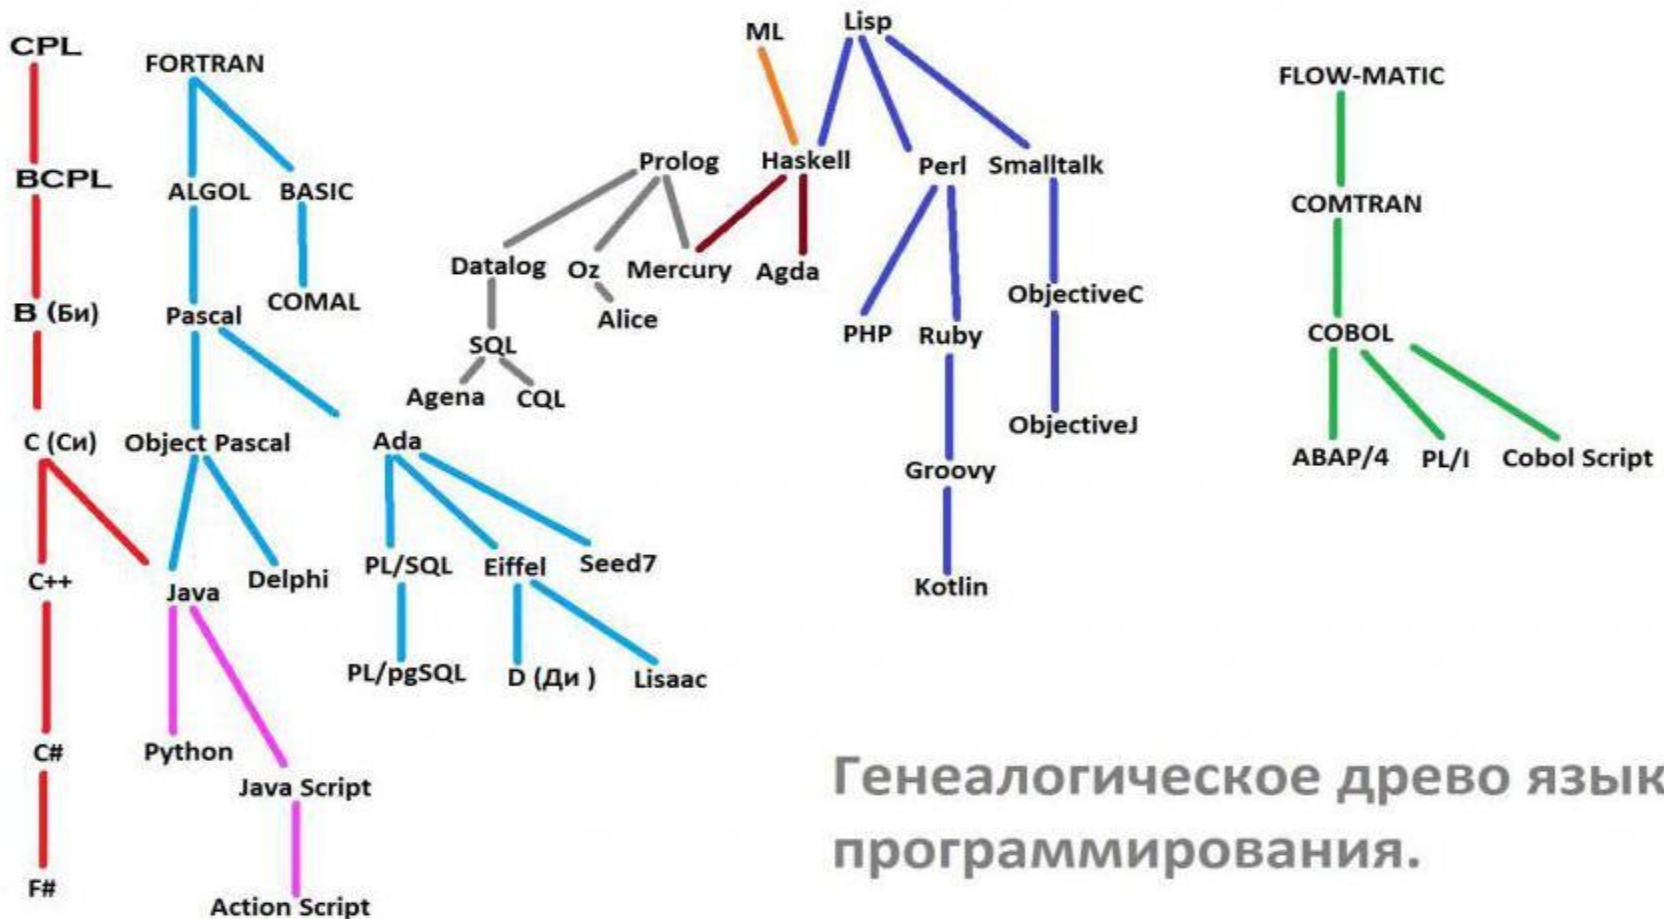 CPL
FORTRAN
ML
Lisp
FLOW-MATIC
BCPL
ALGOL
BASIC
Prolog
Haskell
Perl
Smalltalk
COMTRAN
B (Би)
Pascal
COMAL
Datalog
Oz
Mercury
Agda
Alice
PHP
Ruby
ObjectiveC
COBOL
SQL
Agena
CQL
C (Си)
Object Pascal
Ada
Groovy
ObjectiveJ
ABAP/4
PL/I
Cobol Script
C++
Java
Delphi
PL/SQL
Eiffel
Seed7
Kotlin
PL/pgSQL
D (Ди )
Lisaac
C#
Python
Java Script
F#
Action Script
Генеалогическое древо язык
программирования.